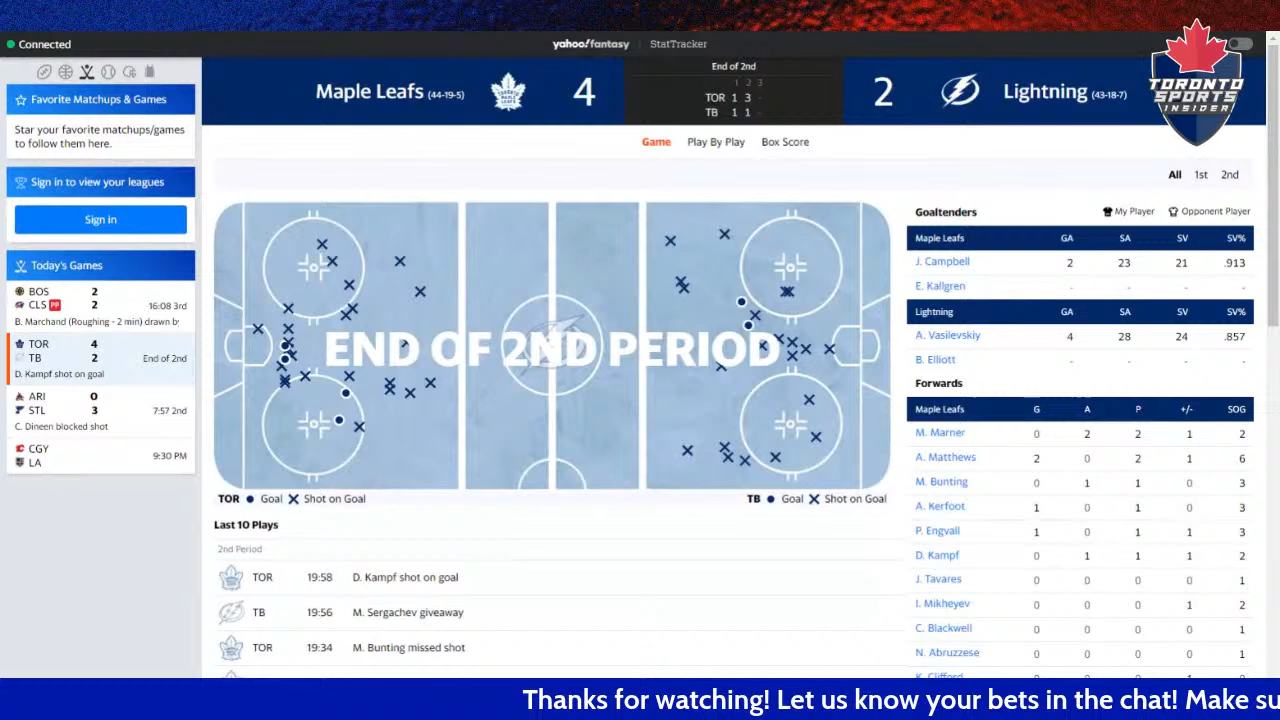 Connected
yahoo!fantasy StatTracker
TORONTO
SPORTS
INSIDER
Favorite Matchups & Games
Star your favorite matchups/games
to follow them here.
Sign in to view your leagues
Sign in
Today's Games
BOS 2
CLS PP 2 16:08 3rd
B. Marchand (Roughing - 2 min) drawn by
TOR 4
TB 2 End of 2nd
D. Kampf shot on goal
ARI 0
STL 3 7:57 2nd
C. Dineen blocked shot
CGY
LA 9:30 PM
Maple Leafs (44-19-5) 4
End of 2nd
1 2 3
TOR 1 3 -
TB 1 1 -
2 Lightning (43-18-7)
Game Play By Play Box Score
All 1st 2nd
END OF 2ND PERIOD
TOR Goal Shot on Goal
TB Goal Shot on Goal
Last 10 Plays
2nd Period
TOR 19:58 D. Kampf shot on goal
TB 19:56 M. Sergachev giveaway
TOR 19:34 M. Bunting missed shot
Goaltenders My Player Opponent Player
Maple Leafs GA SA SV SV%
J. Campbell 2 23 21 .913
E. Kallgren - - - -
Lightning GA SA SV SV%
A. Vasilevskiy 4 28 24 .857
B. Elliott - - - -
Forwards
Maple Leafs G A P +/- SOG
M. Marner 0 2 2 1 2
A. Matthews 2 0 2 1 6
M. Bunting 0 1 1 0 3
A. Kerfoot 1 0 1 0 3
P. Engvall 1 0 1 1 3
D. Kampf 0 1 1 1 2
J. Tavares 0 0 0 0 1
I. Mikheyev 0 0 0 1 2
C. Blackwell 0 0 0 0 1
N. Abruzzese 0 0 0 0 1
K. Clifford
Thanks for watching! Let us know your bets in the chat! Make su